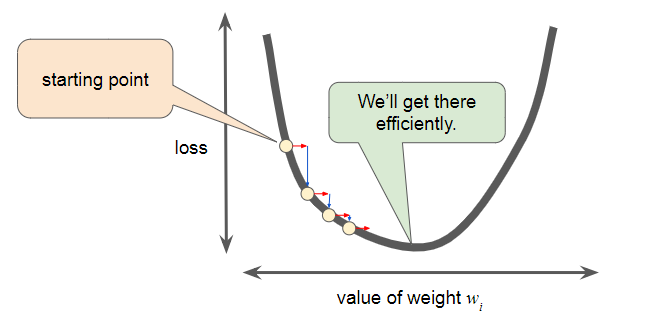 starting point
We'll get there
efficiently.
loss
value of weight wᵢ